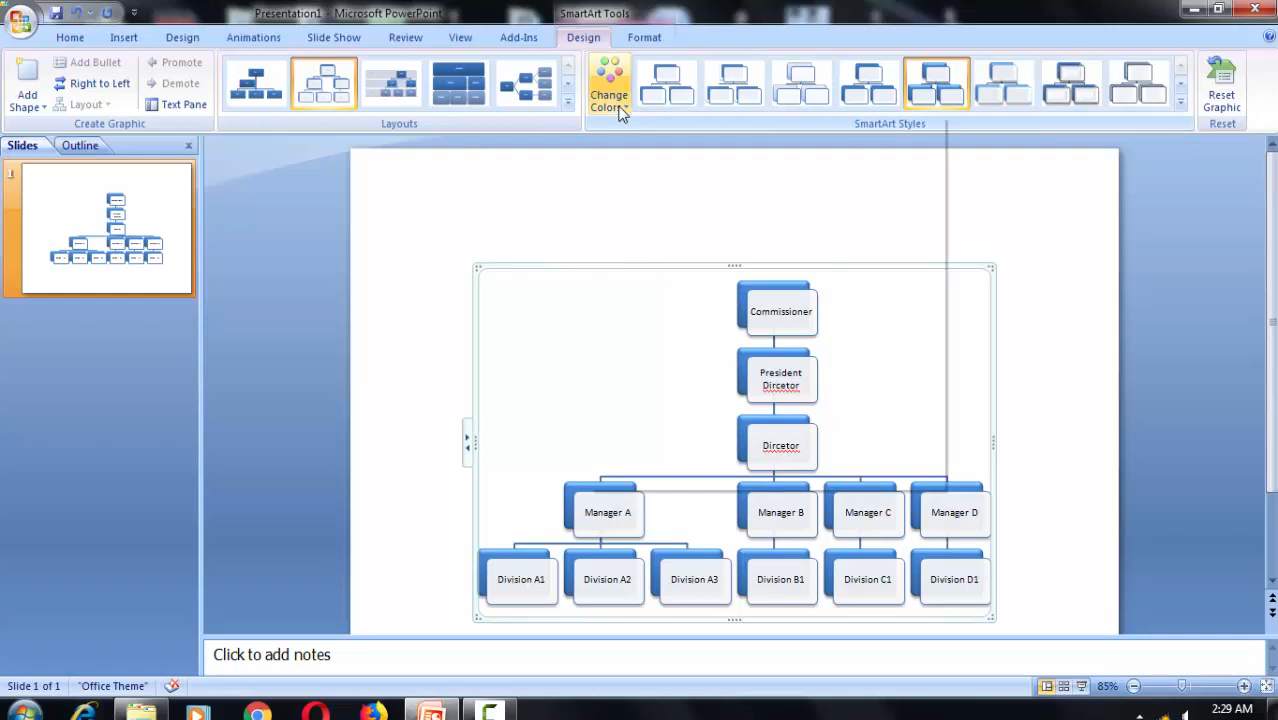 Presentation1 - Microsoft PowerPoint
SmartArt Tools
Home
Insert
Design
Animations
Slide Show
Review
View
Add-Ins
Design
Format
Add Shape
Add Bullet
Right to Left
Layout
Promote
Demote
Text Pane
Create Graphic
Layouts
Change Colors
SmartArt Styles
Reset Graphic
Reset
Slides
Outline
1
Commissioner
President
Dircetor
Dircetor
Manager A
Manager B
Manager C
Manager D
Division A1
Division A2
Division A3
Division B1
Division C1
Division D1
Click to add notes
Slide 1 of 1
"Office Theme"
85%
2:29 AM